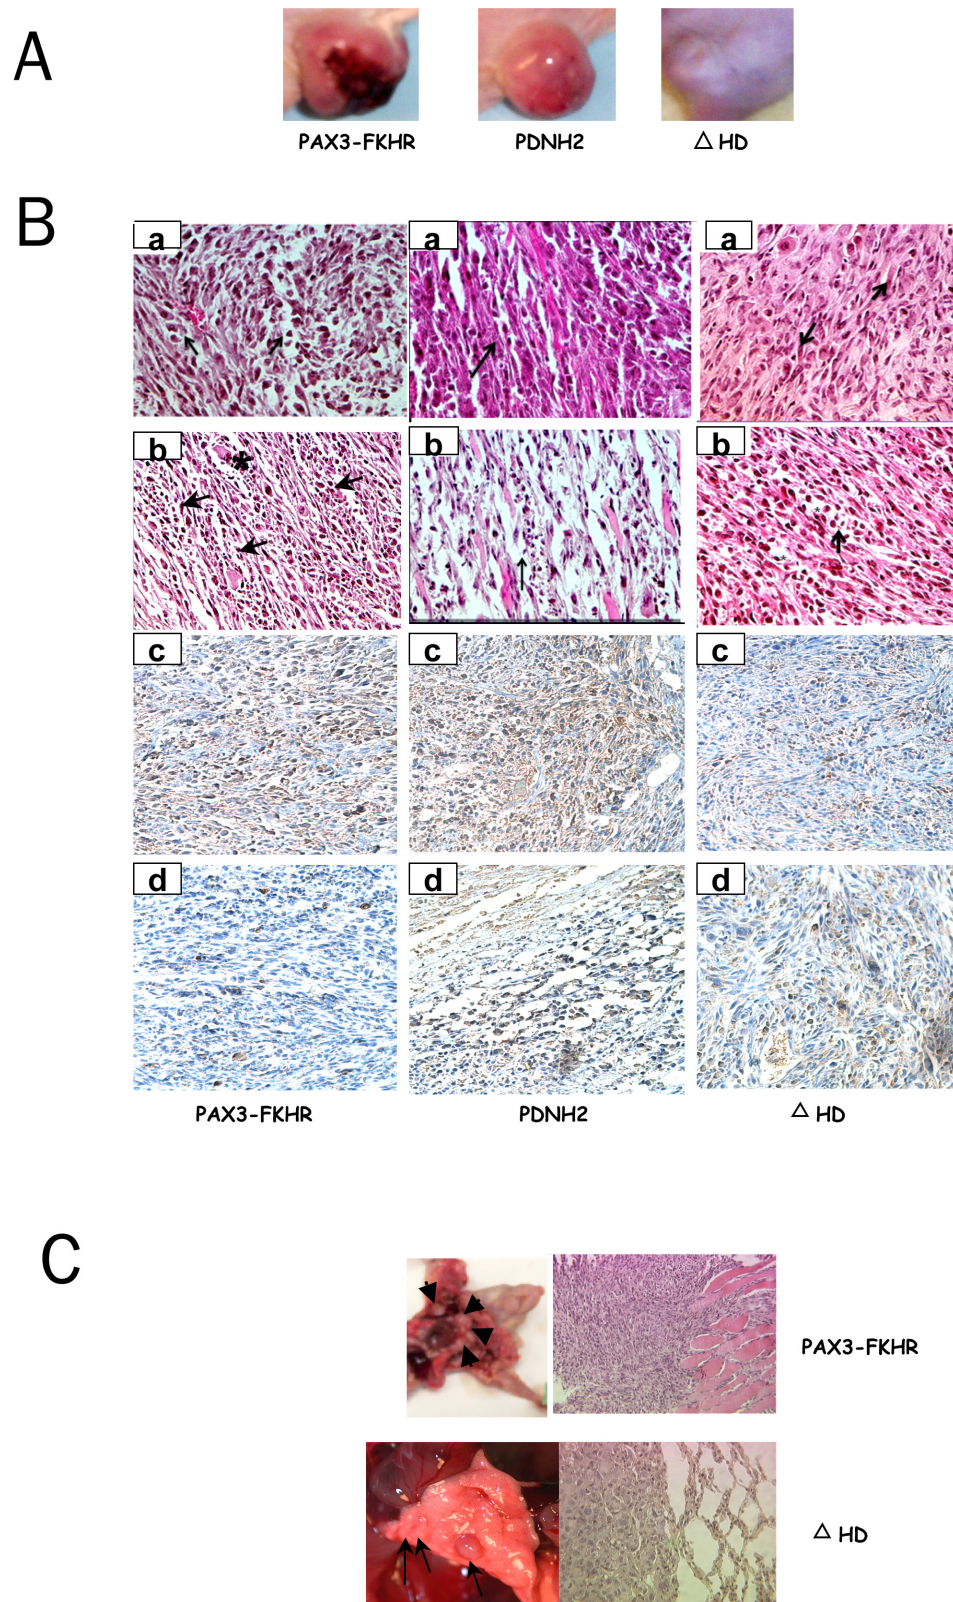 A
PAX3-FKHR PDNH2 △ HD
B
a a a
b b b
*
* *
c c c
d d d
PAX3-FKHR PDNH2 △ HD
C
PAX3-FKHR
△ HD